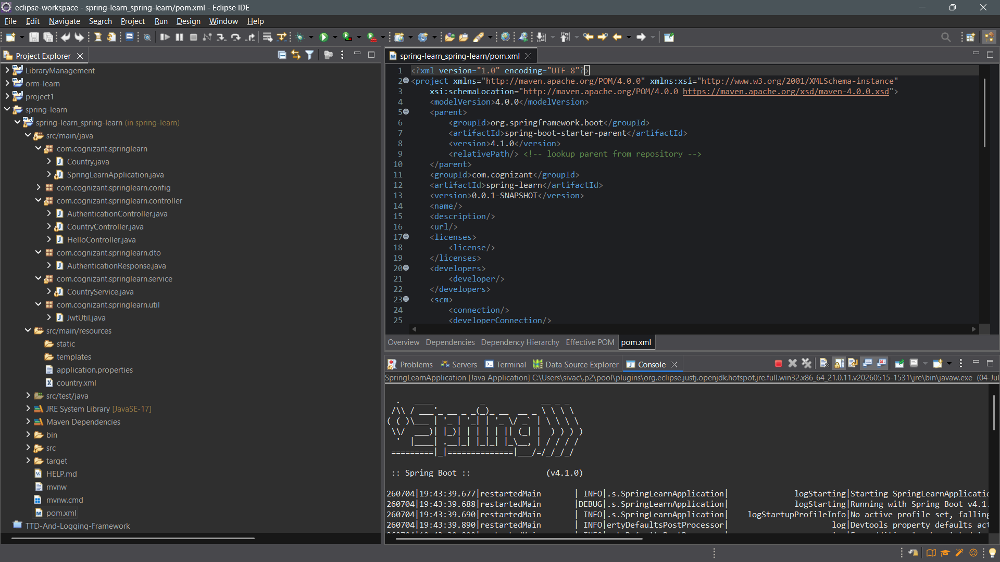 eclipse-workspace - spring-learn_spring-learn/pom.xml - Eclipse IDE
File Edit Navigate Search Project Run Design Window Help
Project Explorer
LibraryManagement
orm-learn
project1
spring-learn
spring-learn_spring-learn (in spring-learn)
src/main/java
com.cognizant.springlearn
Country.java
SpringLearnApplication.java
com.cognizant.springlearn.config
com.cognizant.springlearn.controller
AuthenticationController.java
CountryController.java
HelloController.java
com.cognizant.springlearn.dto
AuthenticationResponse.java
com.cognizant.springlearn.service
CountryService.java
com.cognizant.springlearn.util
JwtUtil.java
src/main/resources
static
templates
application.properties
country.xml
src/test/java
JRE System Library [JavaSE-17]
Maven Dependencies
bin
src
target
HELP.md
mvnw
mvnw.cmd
pom.xml
TTD-And-Logging-Framework
spring-learn_spring-learn/pom.xml
1 <?xml version="1.0" encoding="UTF-8"?>
2 <project xmlns="http://maven.apache.org/POM/4.0.0" xmlns:xsi="http://www.w3.org/2001/XMLSchema-instance"
3 xsi:schemaLocation="http://maven.apache.org/POM/4.0.0 https://maven.apache.org/xsd/maven-4.0.0.xsd">
4 <modelVersion>4.0.0</modelVersion>
5 <parent>
6 <groupId>org.springframework.boot</groupId>
7 <artifactId>spring-boot-starter-parent</artifactId>
8 <version>4.1.0</version>
9 <relativePath/> <!-- lookup parent from repository -->
10 </parent>
11 <groupId>com.cognizant</groupId>
12 <artifactId>spring-learn</artifactId>
13 <version>0.0.1-SNAPSHOT</version>
14 <name/>
15 <description/>
16 <url/>
17 <licenses>
18 <license/>
19 </licenses>
20 <developers>
21 <developer/>
22 </developers>
23 <scm>
24 <connection/>
25 <developerConnection/>
Overview Dependencies Dependency Hierarchy Effective POM pom.xml
Problems Servers Terminal Data Source Explorer Console
SpringLearnApplication [Java Application] C:\Users\sivac\.p2\pool\plugins\org.eclipse.justj.openjdk.hotspot.jre.full.win32.x86_64_21.0.11.v20260515-1531\jre\bin\javaw.exe (04-Jul
Spring
:: Spring Boot :: (v4.1.0)
260704|19:43:39.677|restartedMain | INFO|.s.SpringLearnApplication| logStarting|Starting SpringLearnApplicatio
260704|19:43:39.688|restartedMain |DEBUG|.s.SpringLearnApplication| logStarting|Running with Spring Boot v4.1.
260704|19:43:39.690|restartedMain | INFO|.s.SpringLearnApplication| logStartupProfileInfo|No active profile set, falling
260704|19:43:39.890|restartedMain | INFO|ertyDefaultsPostProcessor| log|Devtools property defaults act